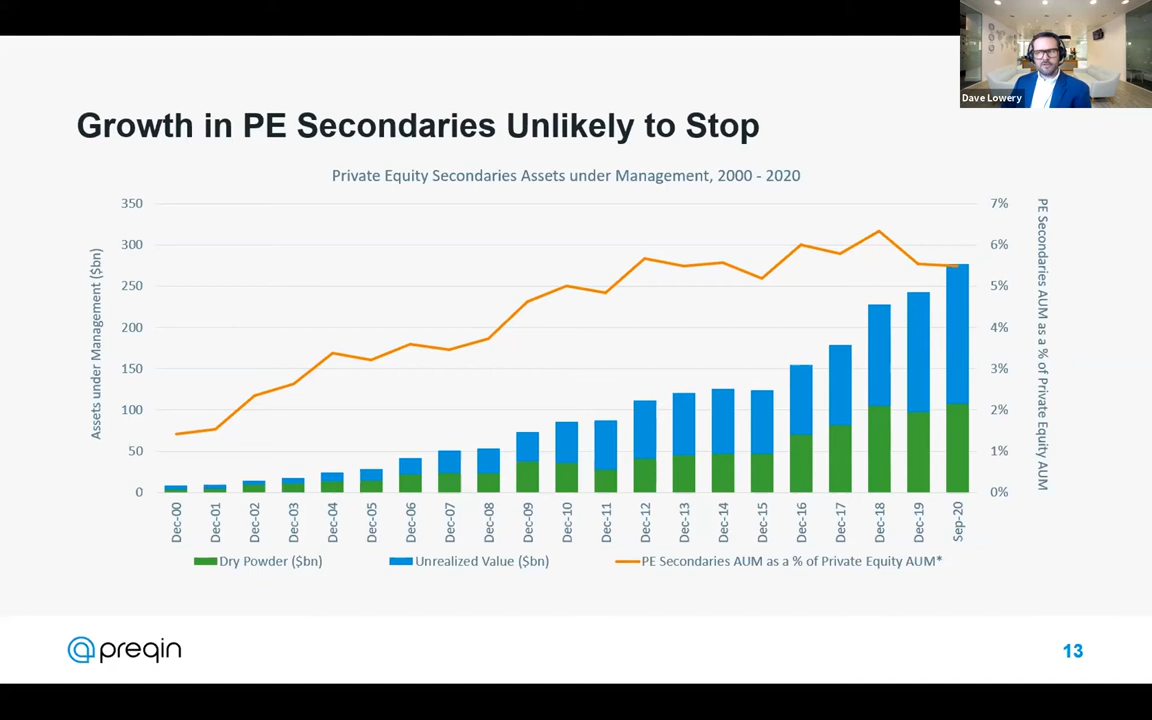 Dave Lowery
Growth in PE Secondaries Unlikely to Stop
Private Equity Secondaries Assets under Management, 2000 - 2020
Assets under Management ($bn)
350
300
250
200
150
100
50
0
7%
6%
5%
4%
3%
2%
1%
0%
PE Secondaries AUM as a % of Private Equity AUM
Dec-00
Dec-01
Dec-02
Dec-03
Dec-04
Dec-05
Dec-06
Dec-07
Dec-08
Dec-09
Dec-10
Dec-11
Dec-12
Dec-13
Dec-14
Dec-15
Dec-16
Dec-17
Dec-18
Dec-19
Sep-20
Dry Powder ($bn)
Unrealized Value ($bn)
PE Secondaries AUM as a % of Private Equity AUM*
preqin
13